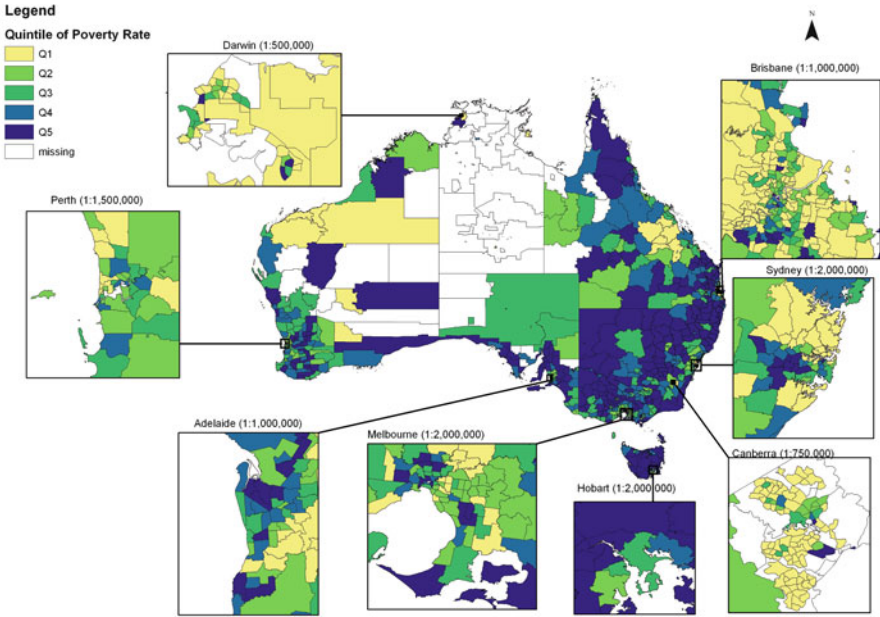 Legend
Quintile of Poverty Rate
Q1
Q2
Q3
Q4
Q5
missing
N
Darwin (1:500,000)
Brisbane (1:1,000,000)
Perth (1:1,500,000)
Sydney (1:2,000,000)
Adelaide (1:1,000,000)
Melbourne (1:2,000,000)
Hobart (1:2,000,000)
Canberra (1:750,000)